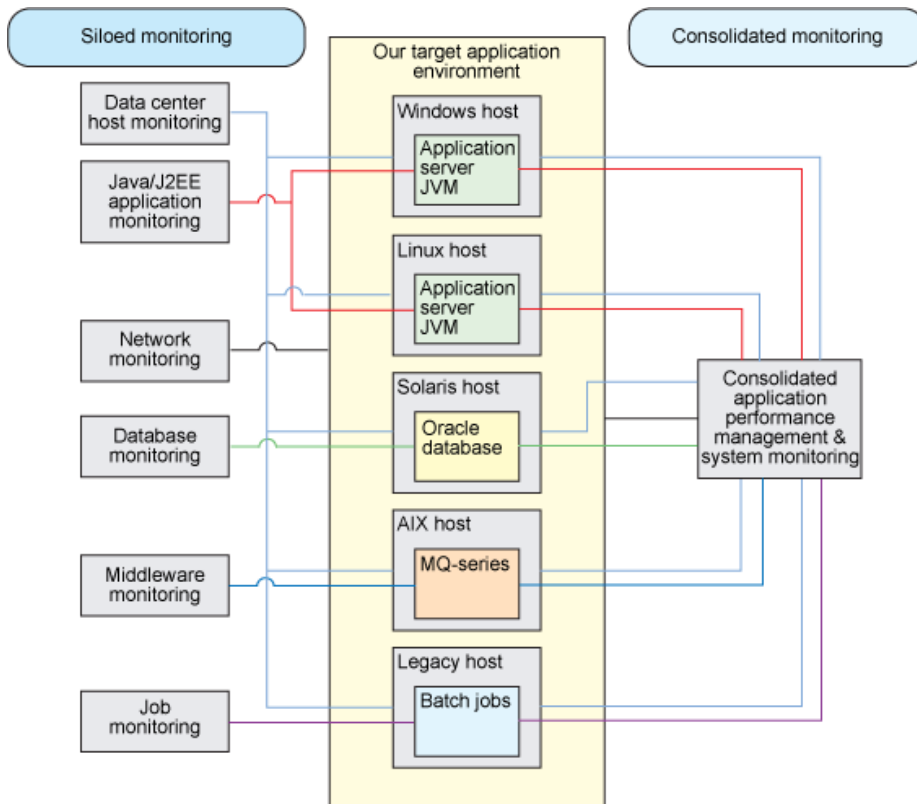 Siloed monitoring
Our target application
environment
Consolidated monitoring
Data center
host monitoring
Java/J2EE
application
monitoring
Network
monitoring
Database
monitoring
Middleware
monitoring
Job
monitoring
Windows host
Application
server
JVM
Linux host
Application
server
JVM
Solaris host
Oracle
database
AIX host
MQ-series
Legacy host
Batch jobs
Consolidated
application
performance
management &
system monitoring